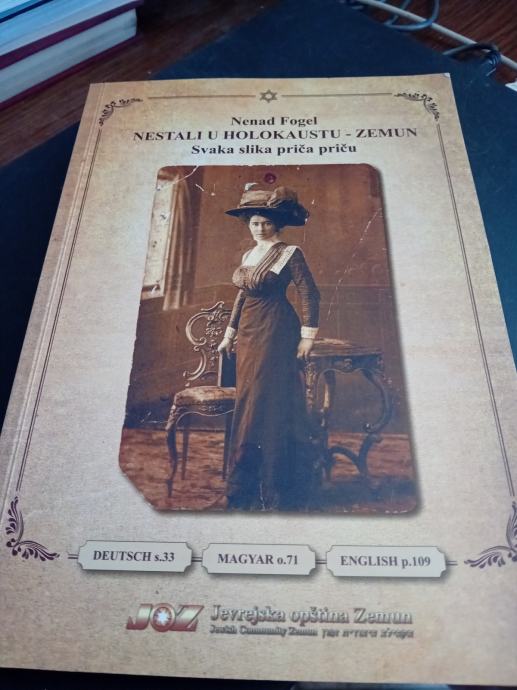 Nenad Fogel
NESTALI U HOLOKAUSTU - ZEMUN
Svaka slika priča priču
DEUTSCH s.33
MAGYAR o.71
ENGLISH p.109
JOZ
Jevrejska opština Zemun
Jewish Community Zemun